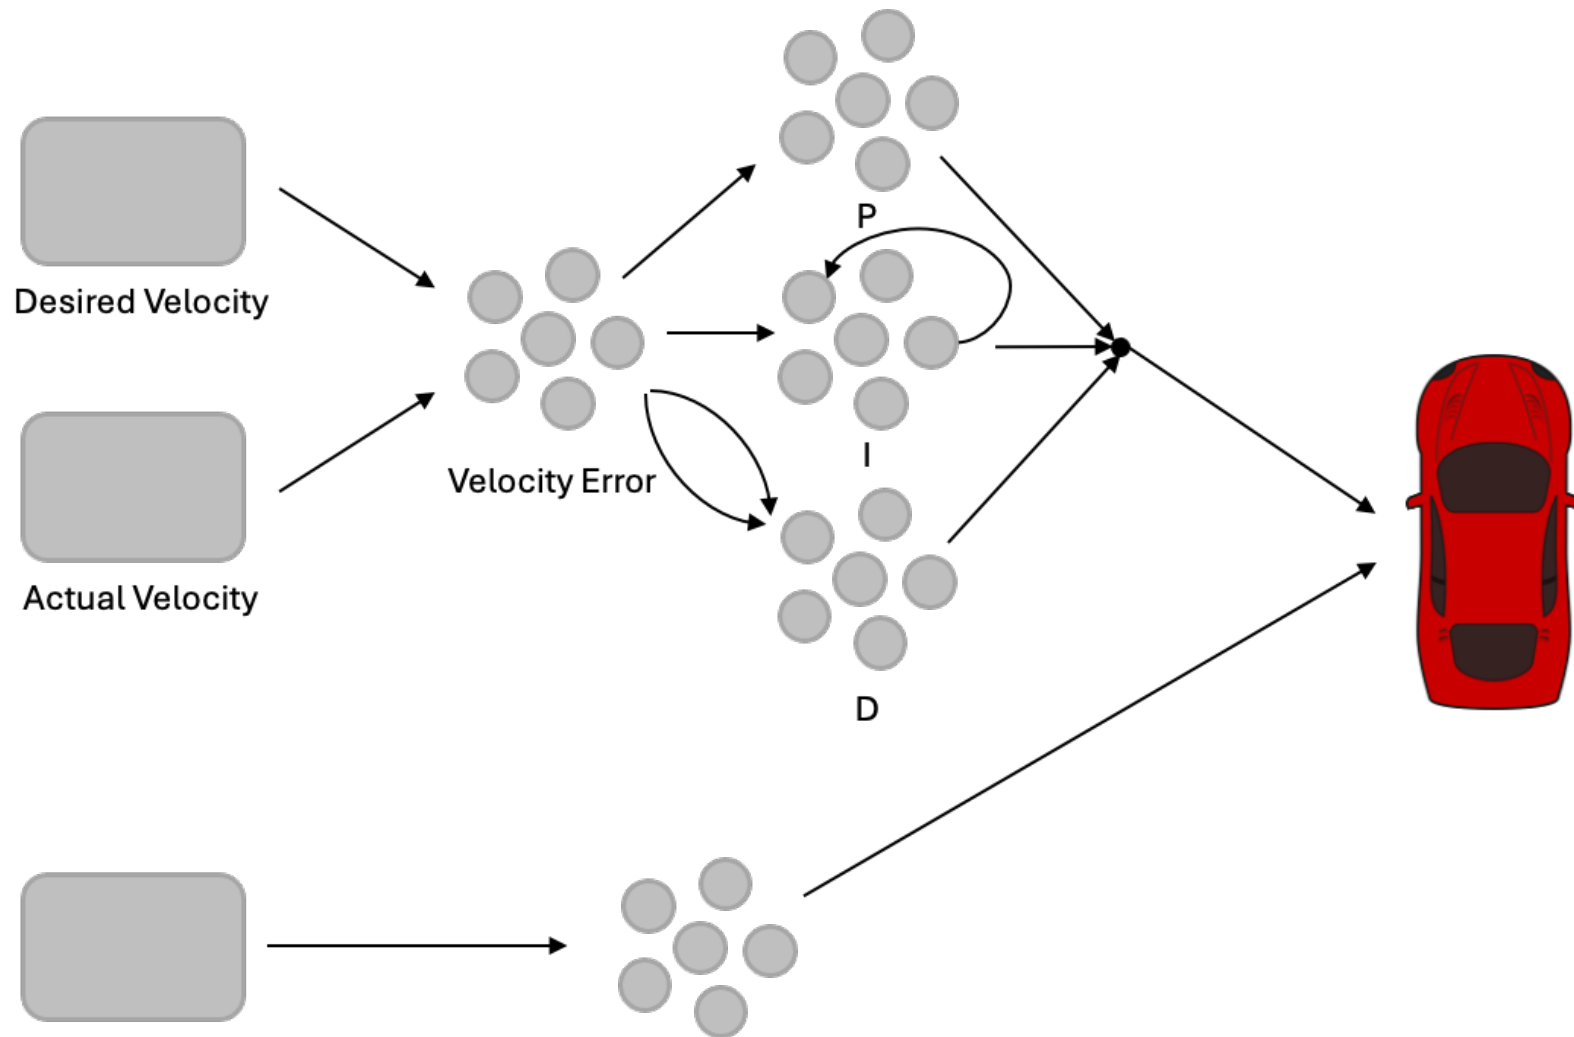 P
Desired Velocity
I
Velocity Error
Actual Velocity
D